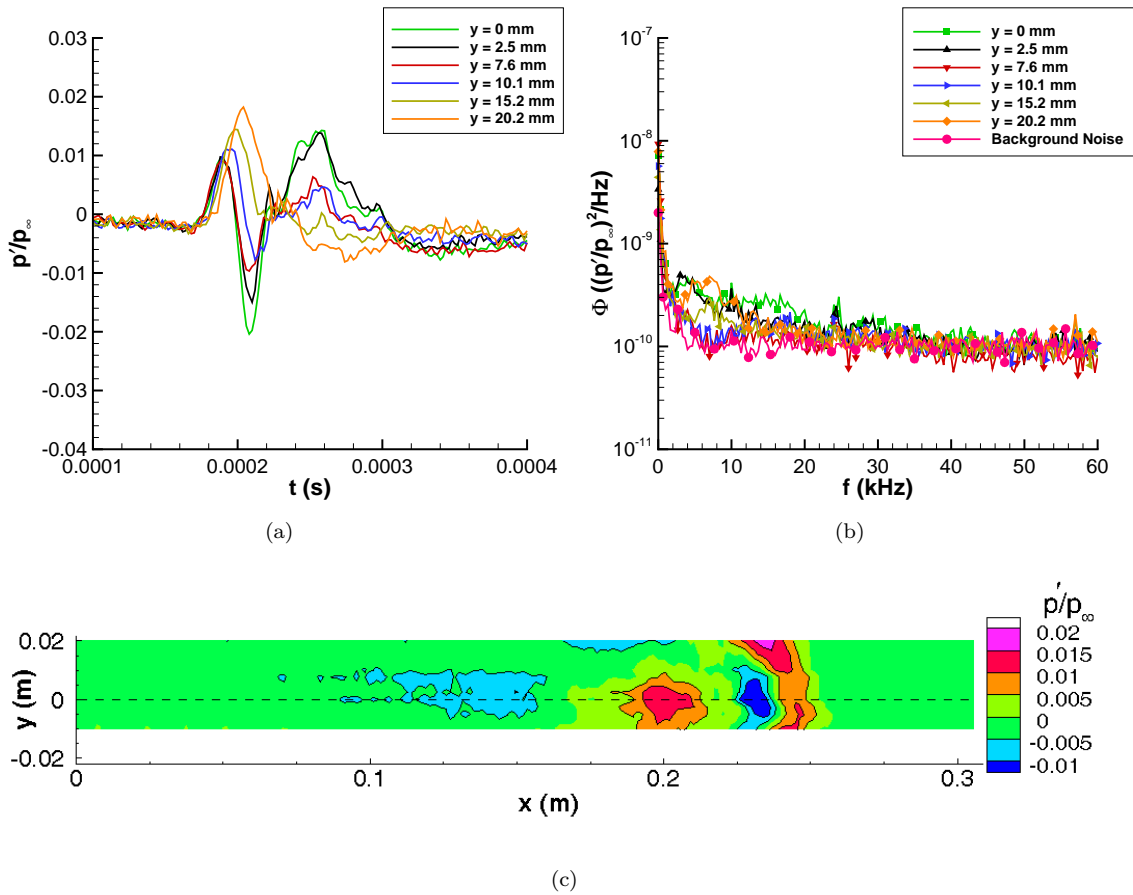 0.03
0.02
0.01
0
-0.01
-0.02
-0.03
-0.04
p'/p∞
0.0001
0.0002
0.0003
0.0004
t (s)
y = 0 mm
y = 2.5 mm
y = 7.6 mm
y = 10.1 mm
y = 15.2 mm
y = 20.2 mm
(a)
10⁻⁷
10⁻⁸
10⁻⁹
10⁻¹⁰
10⁻¹¹
Φ ((p'/p∞)²/Hz)
0
10
20
30
40
50
60
f (kHz)
y = 0 mm
y = 2.5 mm
y = 7.6 mm
y = 10.1 mm
y = 15.2 mm
y = 20.2 mm
Background Noise
(b)
0.02
0
-0.02
y (m)
0
0.1
0.2
0.3
x (m)
p'/p∞
0.02
0.015
0.01
0.005
0
-0.005
-0.01
(c)